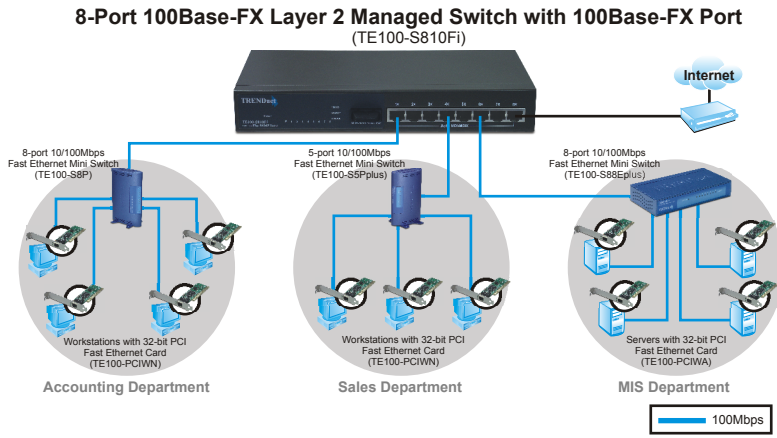 8-Port 100Base-FX Layer 2 Managed Switch with 100Base-FX Port
(TE100-S810Fi)
Internet
TRENDnet
8-port 10/100Mbps
Fast Ethernet Mini Switch
(TE100-S8P)
5-port 10/100Mbps
Fast Ethernet Mini Switch
(TE100-S5Pplus)
8-port 10/100Mbps
Fast Ethernet Mini Switch
(TE100-S88Eplus)
Workstations with 32-bit PCI
Fast Ethernet Card
(TE100-PCIWN)
Workstations with 32-bit PCI
Fast Ethernet Card
(TE100-PCIWN)
Servers with 32-bit PCI
Fast Ethernet Card
(TE100-PCIWA)
Accounting Department
Sales Department
MIS Department
100Mbps